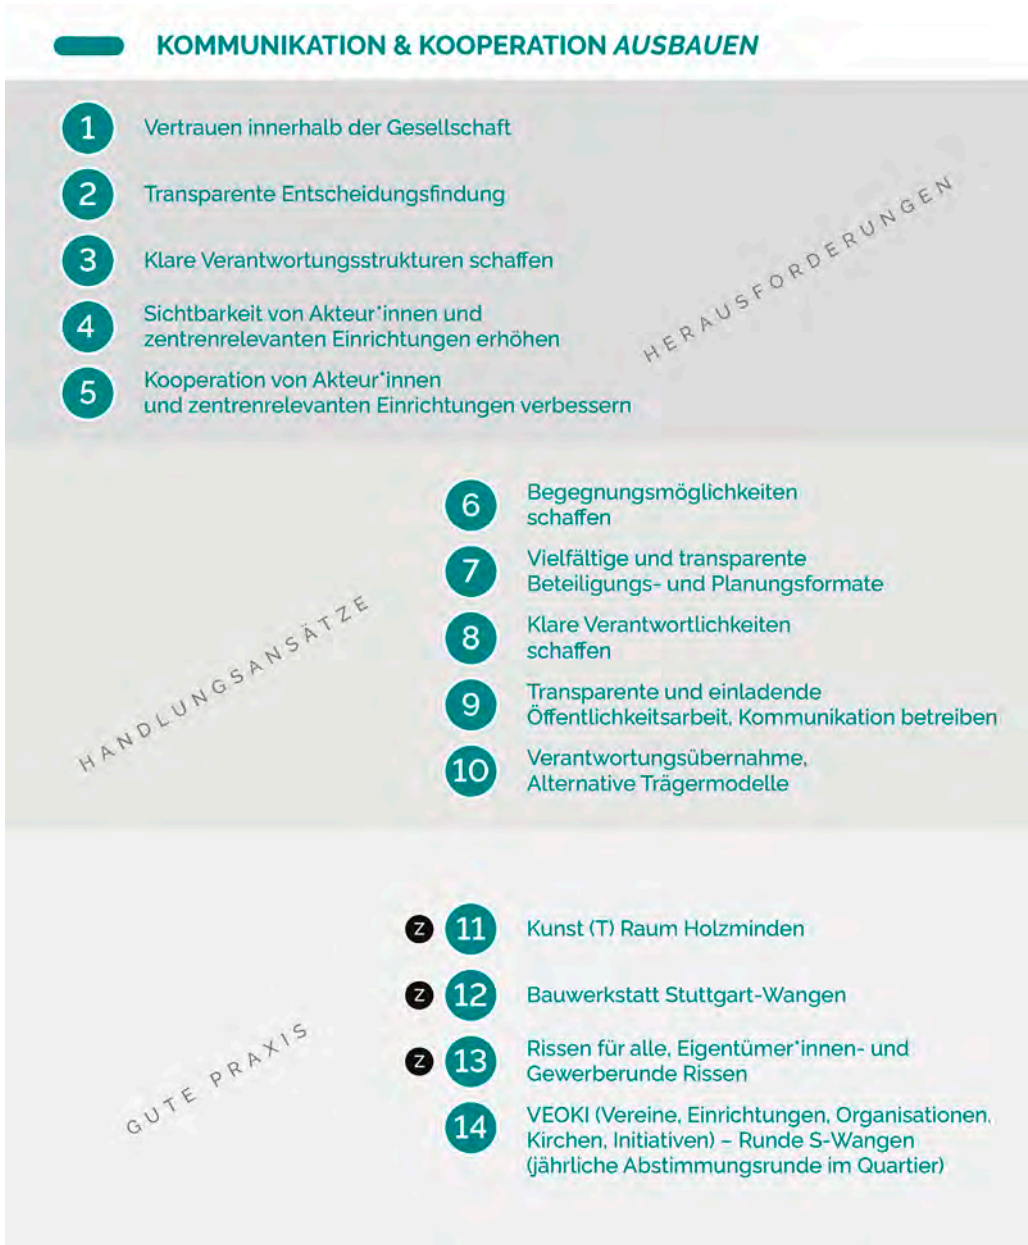 KOMMUNIKATION & KOOPERATION AUSBAUEN
1 Vertrauen innerhalb der Gesellschaft
2 Transparente Entscheidungsfindung
3 Klare Verantwortungsstrukturen schaffen
4 Sichtbarkeit von Akteur*innen und
zentrenrelevanten Einrichtungen erhöhen
5 Kooperation von Akteur*innen
und zentrenrelevanten Einrichtungen verbessern
HERAUSFORDERUNGEN
6 Begegnungsmöglichkeiten
schaffen
7 Vielfältige und transparente
Beteiligungs- und Planungsformate
8 Klare Verantwortlichkeiten
schaffen
9 Transparente und einladende
Öffentlichkeitsarbeit, Kommunikation betreiben
10 Verantwortungsübernahme,
Alternative Trägermodelle
HANDLUNGSANSÄTZE
Z 11 Kunst (T) Raum Holzminden
Z 12 Bauwerkstatt Stuttgart-Wangen
Z 13 Rissen für alle, Eigentümer*innen- und
Gewerberunde Rissen
14 VEOKI (Vereine, Einrichtungen, Organisationen,
Kirchen, Initiativen) – Runde S-Wangen
(jährliche Abstimmungsrunde im Quartier)
GUTE PRAXIS